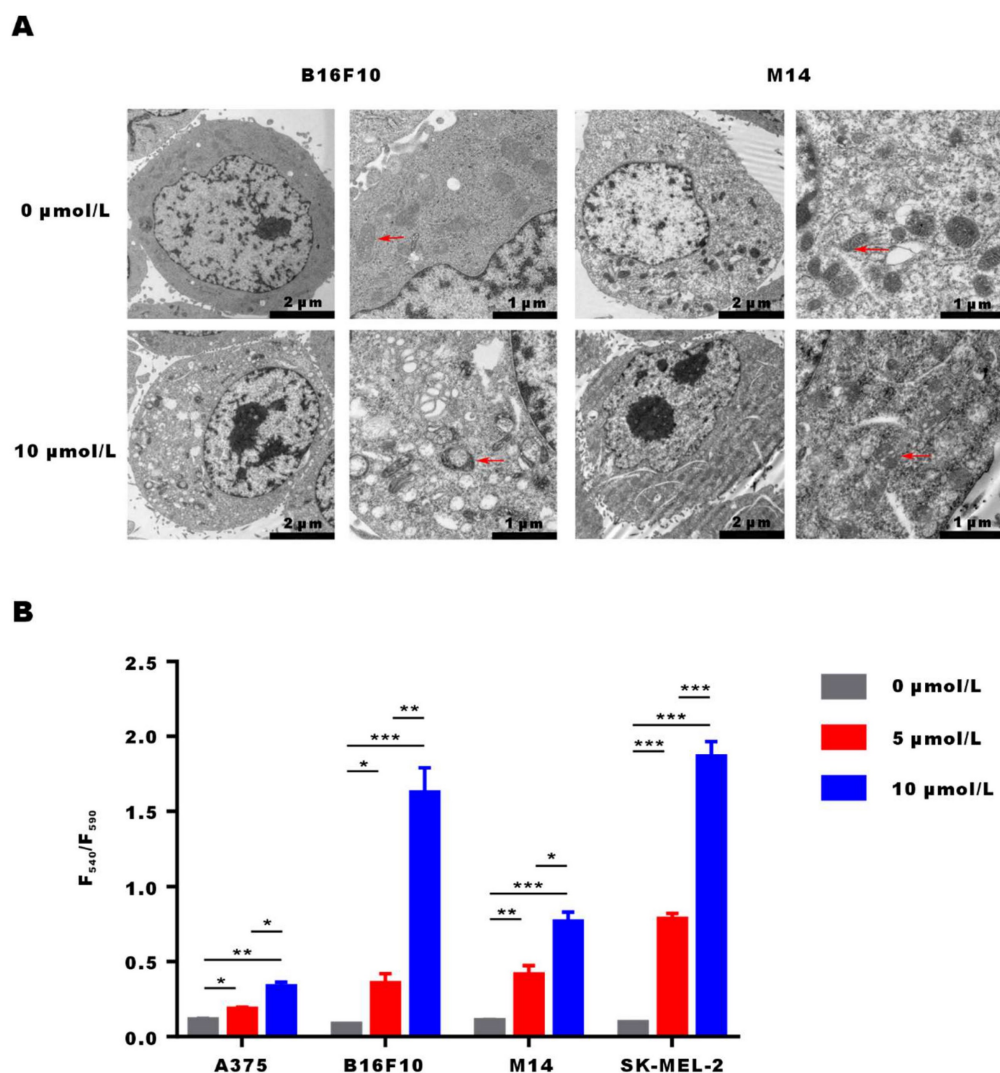 A
B16F10 M14
0 µmol/L
2 µm 1 µm 2 µm 1 µm
10 µmol/L
2 µm 1 µm 2 µm 1 µm
B
2.5
2.0
1.5
1.0
0.5
0.0
F540/F590
* ** *
* *** **
** *** *
*** *** ***
A375 B16F10 M14 SK-MEL-2
0 µmol/L
5 µmol/L
10 µmol/L